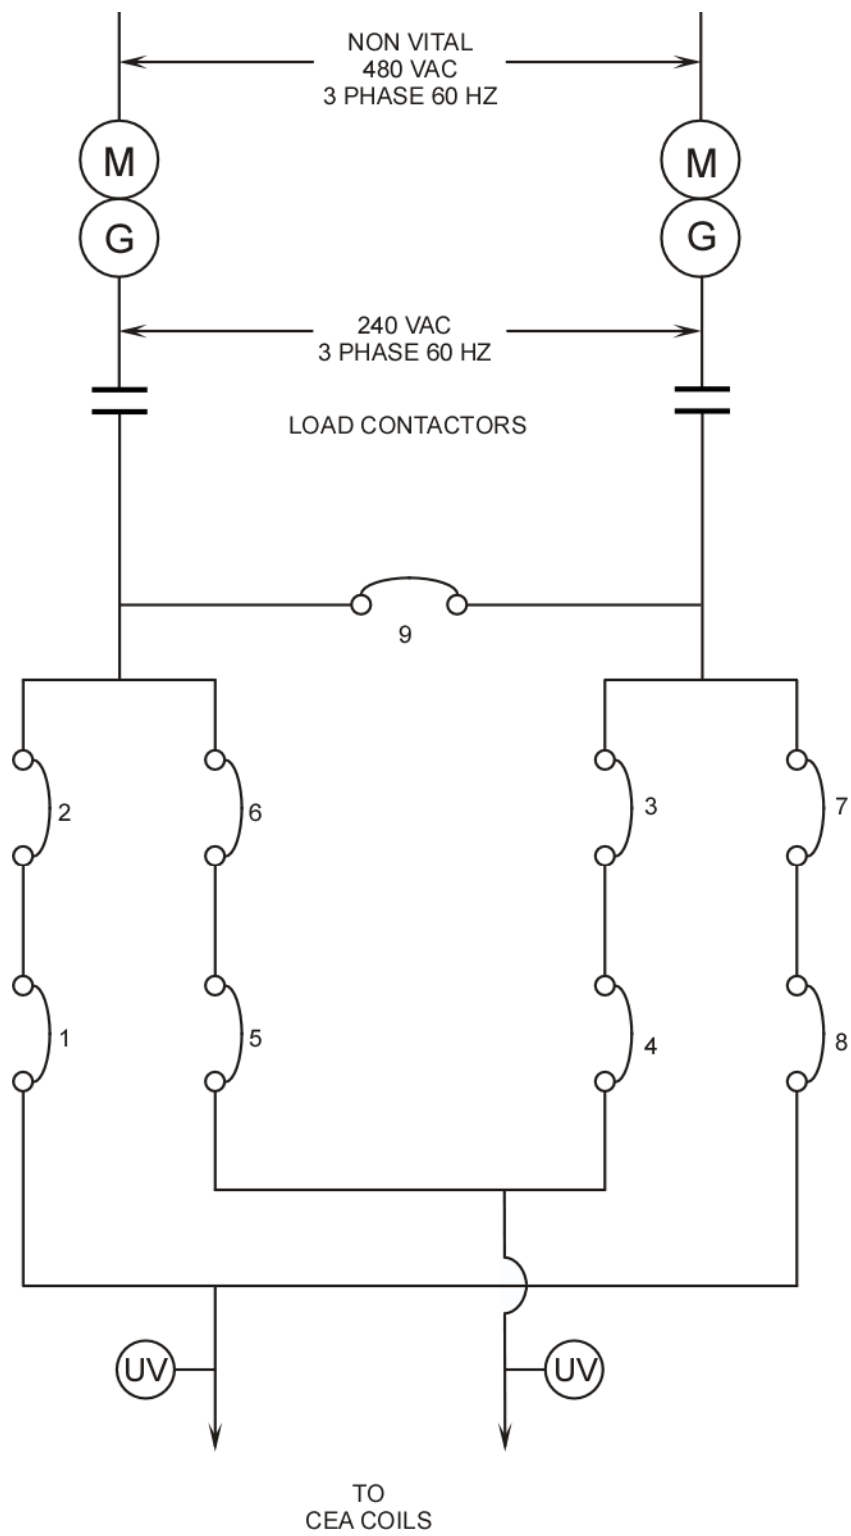 NON VITAL
480 VAC
3 PHASE 60 HZ
M
M
G
G
240 VAC
3 PHASE 60 HZ
LOAD CONTACTORS
9
2
6
3
7
1
5
4
8
UV
UV
TO
CEA COILS